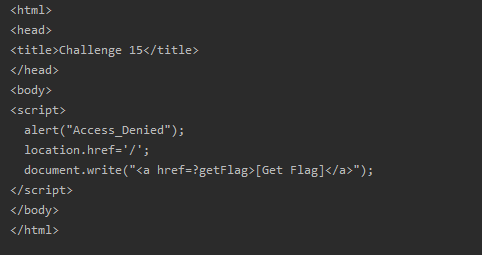 <html>
<head>
<title>Challenge 15</title>
</head>
<body>
<script>
alert("Access_Denied");
location.href='/';
document.write("<a href=?getFlag>[Get Flag]</a>");
</script>
</body>
</html>